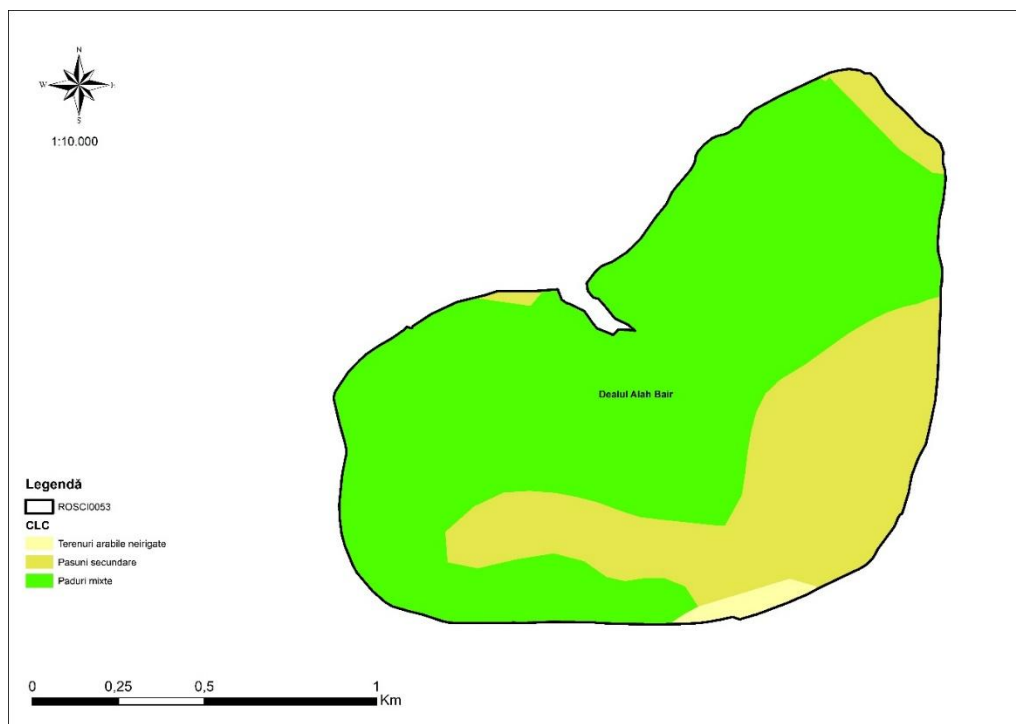 N
W E
S
1:10.000
Dealul Alah Bair
Legendă
ROSCI0053
CLC
Terenuri arabile neirigate
Pasuni secundare
Paduri mixte
0 0,25 0,5 1
Km